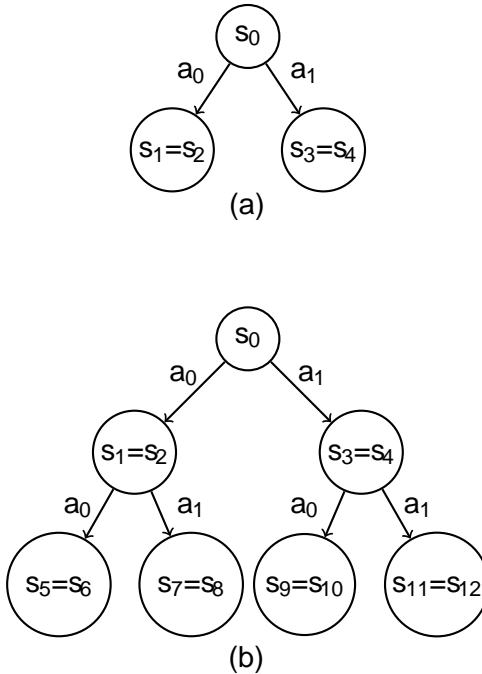 s₀
a₀ a₁
s₁=s₂ s₃=s₄
(a)
s₀
a₀ a₁
s₁=s₂ s₃=s₄
a₀ a₁ a₀ a₁
s₅=s₆ s₇=s₈ s₉=s₁₀ s₁₁=s₁₂
(b)